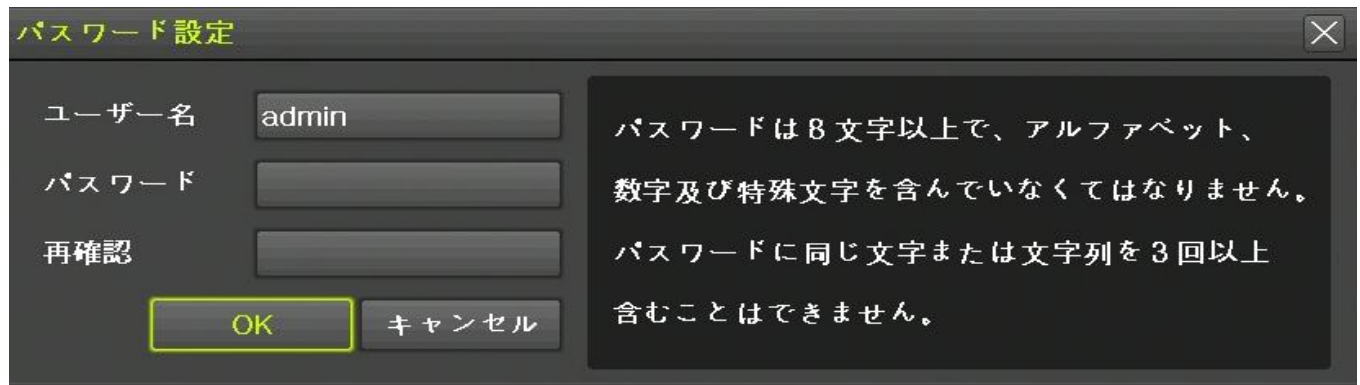 パスワード設定
ユーザー名 admin
パスワード
再確認
OK キャンセル
パスワードは8文字以上で、アルファベット、
数字及び特殊文字を含んでいなくてはなりません。
パスワードに同じ文字または文字列を3回以上
含むことはできません。